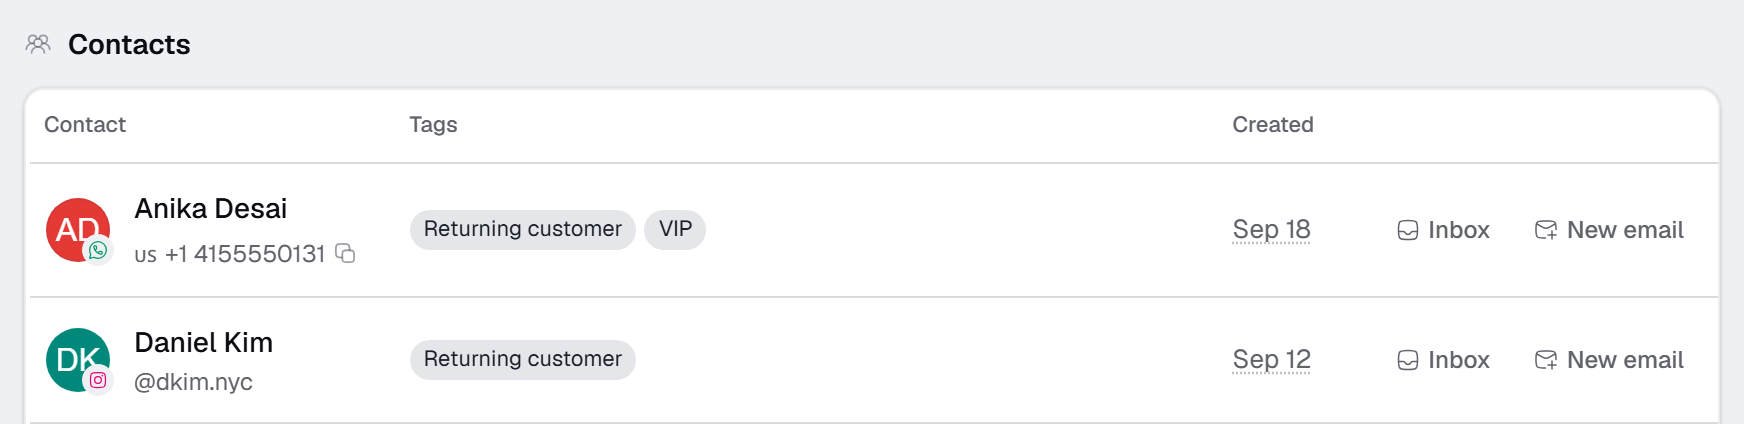 Contacts
Contact Tags Created
AD Anika Desai Returning customer VIP Sep 18 Inbox New email
US +1 4155550131
DK Daniel Kim Returning customer Sep 12 Inbox New email
@dkim.nyc